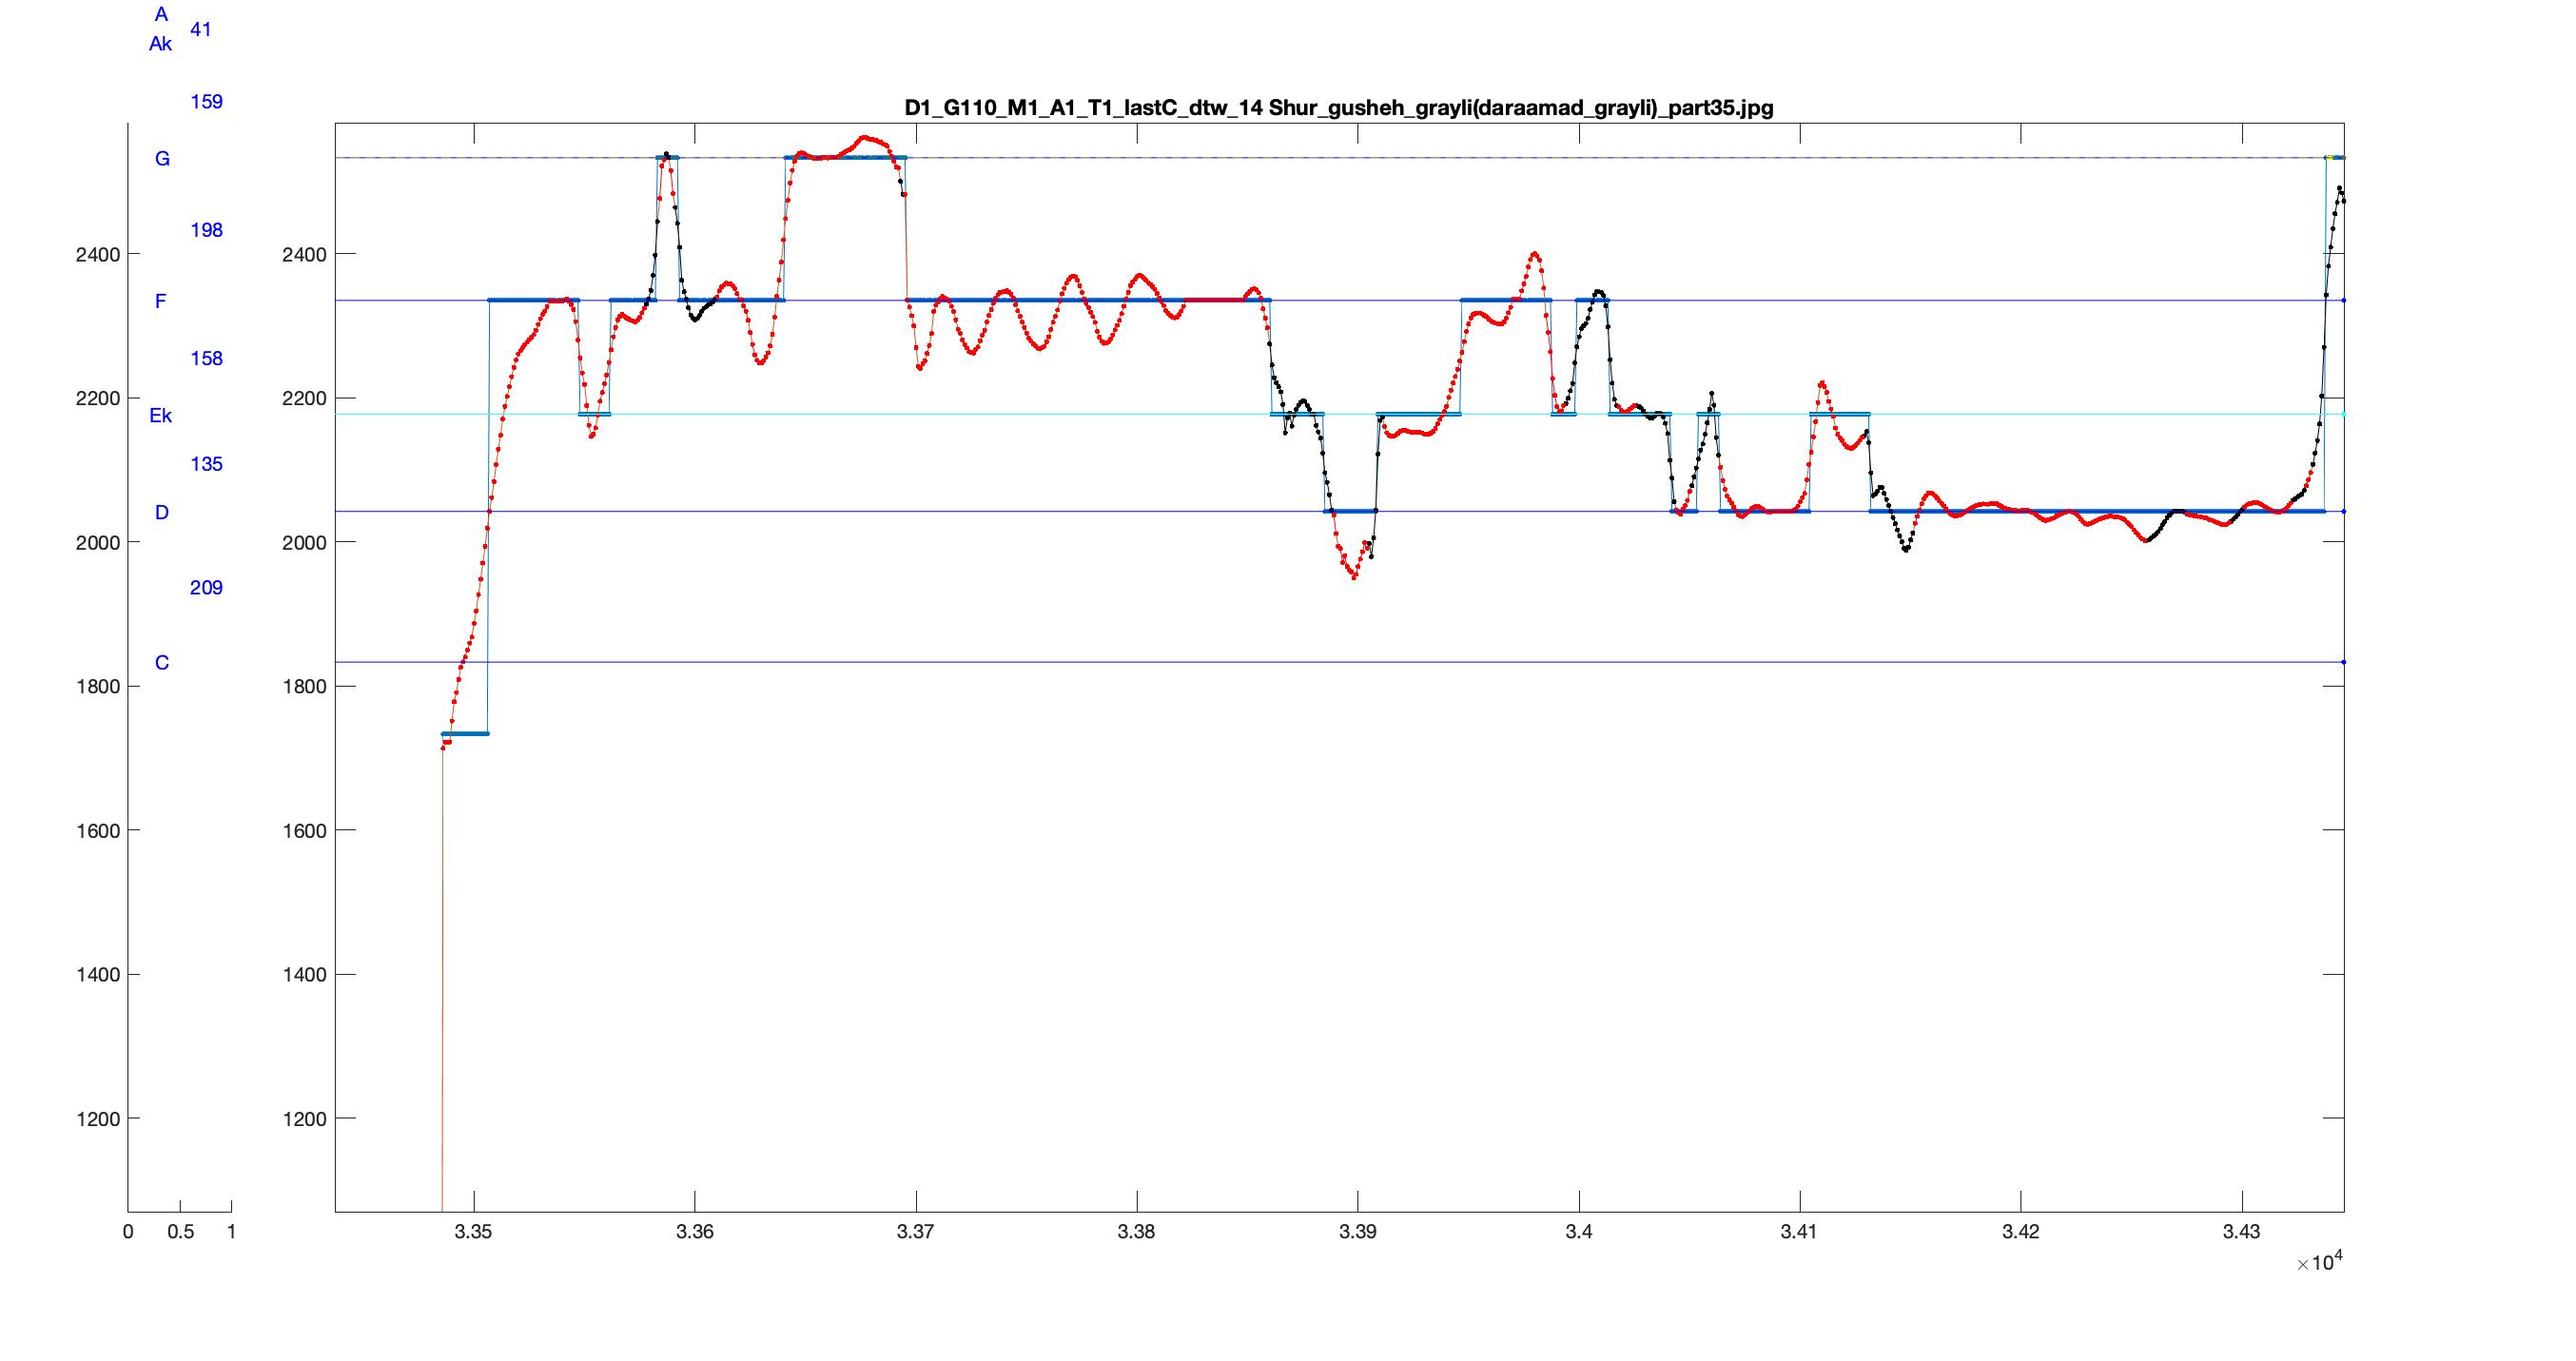 A
41
Ak
159
D1_G110_M1_A1_T1_lastC_dtw_14 Shur_gusheh_grayli(daraamad_grayli)_part35.jpg
G
198
2400 2400
F
158
2200 2200
Ek
135
D
2000 2000
209
C
1800 1800
1600 1600
1400 1400
1200 1200
0 0.5 1 3.35 3.36 3.37 3.38 3.39 3.4 3.41 3.42 3.43
×10⁴